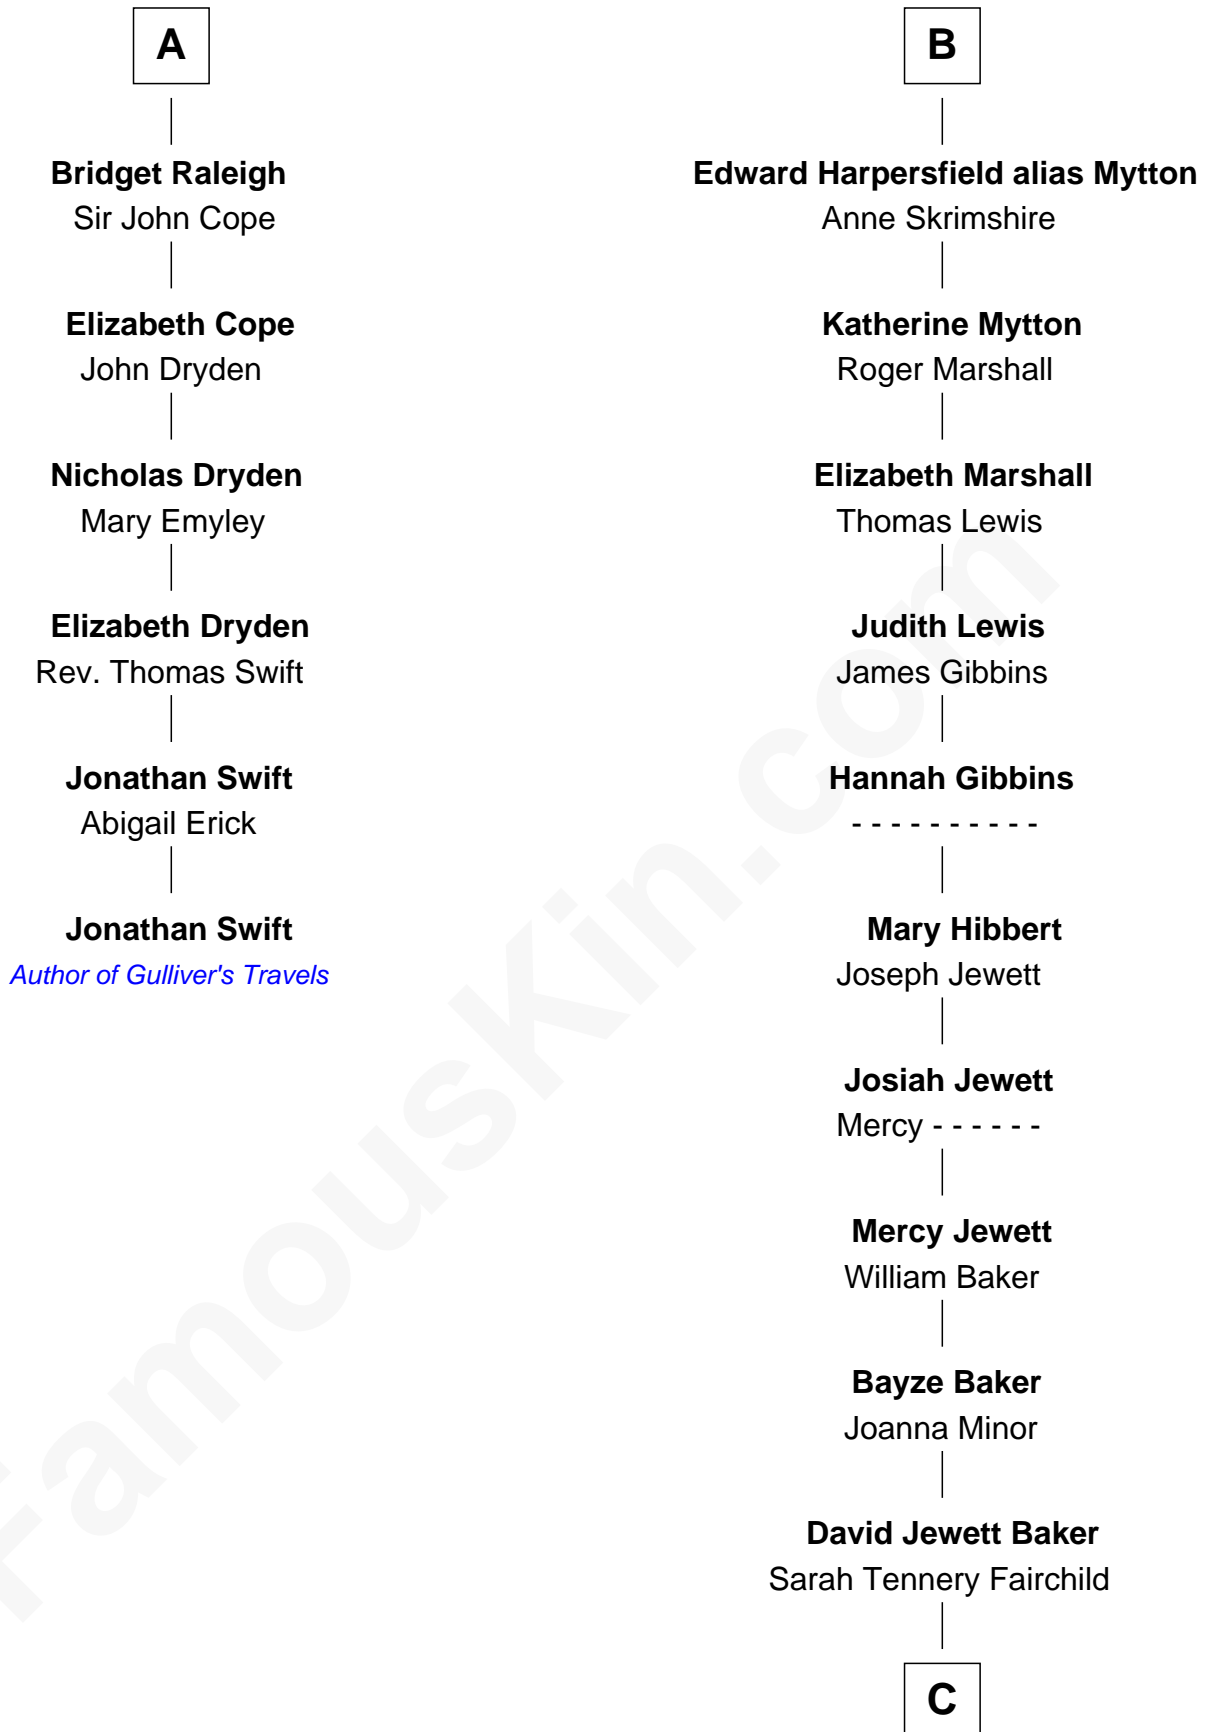 A
Bridget Raleigh
Sir John Cope
Elizabeth Cope
John Dryden
Nicholas Dryden
Mary Emyley
Elizabeth Dryden
Rev. Thomas Swift
Jonathan Swift
Abigail Erick
Jonathan Swift
Author of Gulliver's Travels
B
Edward Harpersfield alias Mytton
Anne Skrimshire
Katherine Mytton
Roger Marshall
Elizabeth Marshall
Thomas Lewis
Judith Lewis
James Gibbins
Hannah Gibbins
- - - - - - - - - -
Mary Hibbert
Joseph Jewett
Josiah Jewett
Mercy - - - - - -
Mercy Jewett
William Baker
Bayze Baker
Joanna Minor
David Jewett Baker
Sarah Tennery Fairchild
C
FamousKin.com